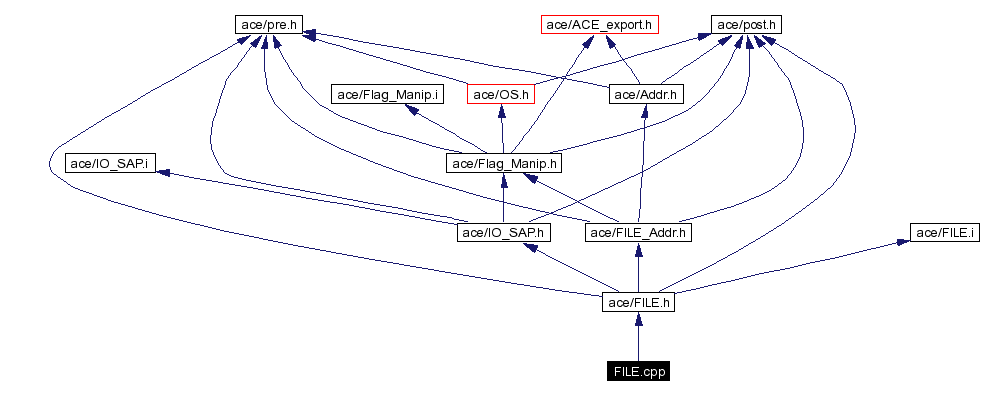 ace/pre.h
ace/ACE_export.h
ace/post.h
ace/Flag_Manip.i
ace/OS.h
ace/Addr.h
ace/IO_SAP.i
ace/Flag_Manip.h
ace/IO_SAP.h
ace/FILE_Addr.h
ace/FILE.i
ace/FILE.h
FILE.cpp